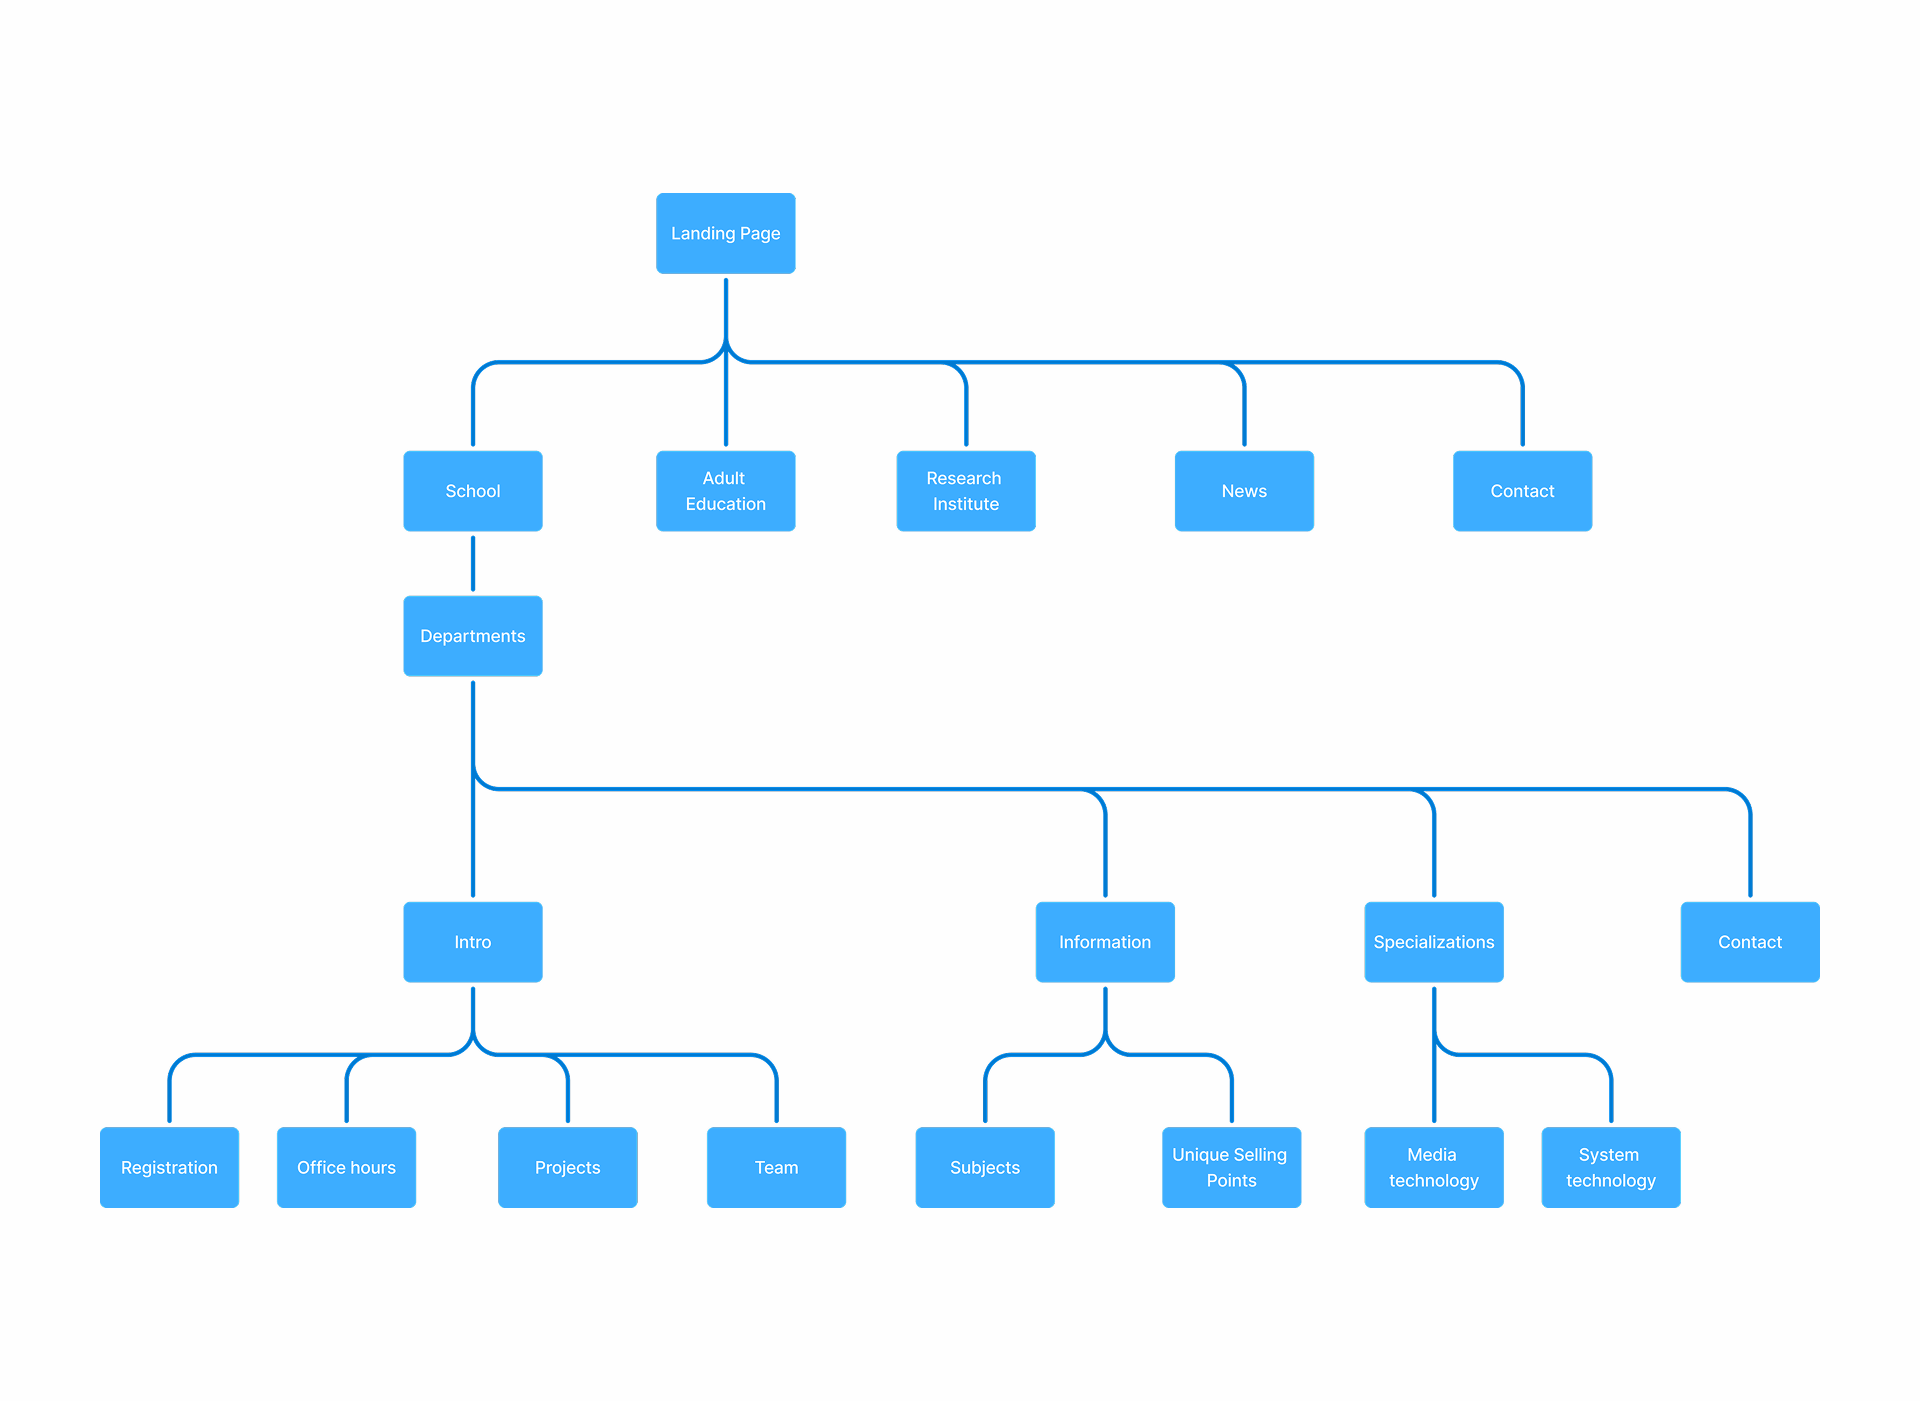 Landing Page
School
Adult
Education
Research
Institute
News
Contact
Departments
Intro
Information
Specializations
Contact
Registration
Office hours
Projects
Team
Subjects
Unique Selling
Points
Media
technology
System
technology